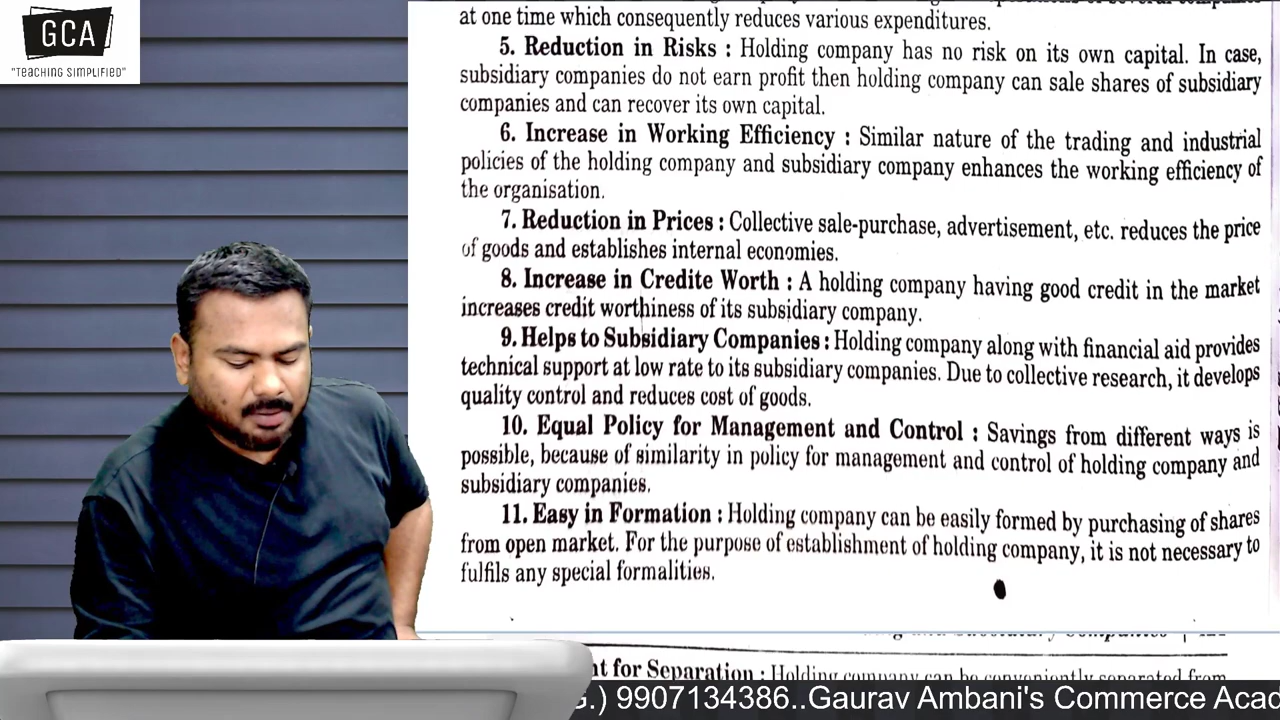 GCA
"TEACHING SIMPLIFIED"
at one time which consequently reduces various expenditures.
5. Reduction in Risks : Holding company has no risk on its own capital. In case,
subsidiary companies do not earn profit then holding company can sale shares of subsidiary
companies and can recover its own capital.
6. Increase in Working Efficiency : Similar nature of the trading and industrial
policies of the holding company and subsidiary company enhances the working efficiency of
the organisation.
7. Reduction in Prices : Collective sale-purchase, advertisement, etc. reduces the price
of goods and establishes internal economies.
8. Increase in Credite Worth : A holding company having good credit in the market
increases credit worthiness of its subsidiary company.
9. Helps to Subsidiary Companies : Holding company along with financial aid provides
technical support at low rate to its subsidiary companies. Due to collective research, it develops
quality control and reduces cost of goods.
10. Equal Policy for Management and Control : Savings from different ways is
possible, because of similarity in policy for management and control of holding company and
subsidiary companies.
11. Easy in Formation : Holding company can be easily formed by purchasing of shares
from open market. For the purpose of establishment of holding company, it is not necessary to
fulfils any special formalities.
nt for Separation : Holding company can be conveniently separated from
G.) 9907134386..Gaurav Ambani's Commerce Acad